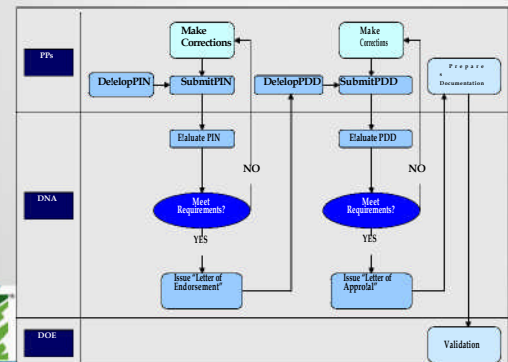 PPs
Make
Corrections
Make
Corrections
De!elopPIN
SubmitPIN
De!elopPDD
SubmitPDD
P r e p a r e
Documentation
E!aluate PIN
E!aluate PDD
NO
NO
DNA
Meet
Requirements?
Meet
Requirements?
YES
YES
Issue "Letter of
Endorsement"
Issue "Letter of
Appro!al"
DOE
Validation